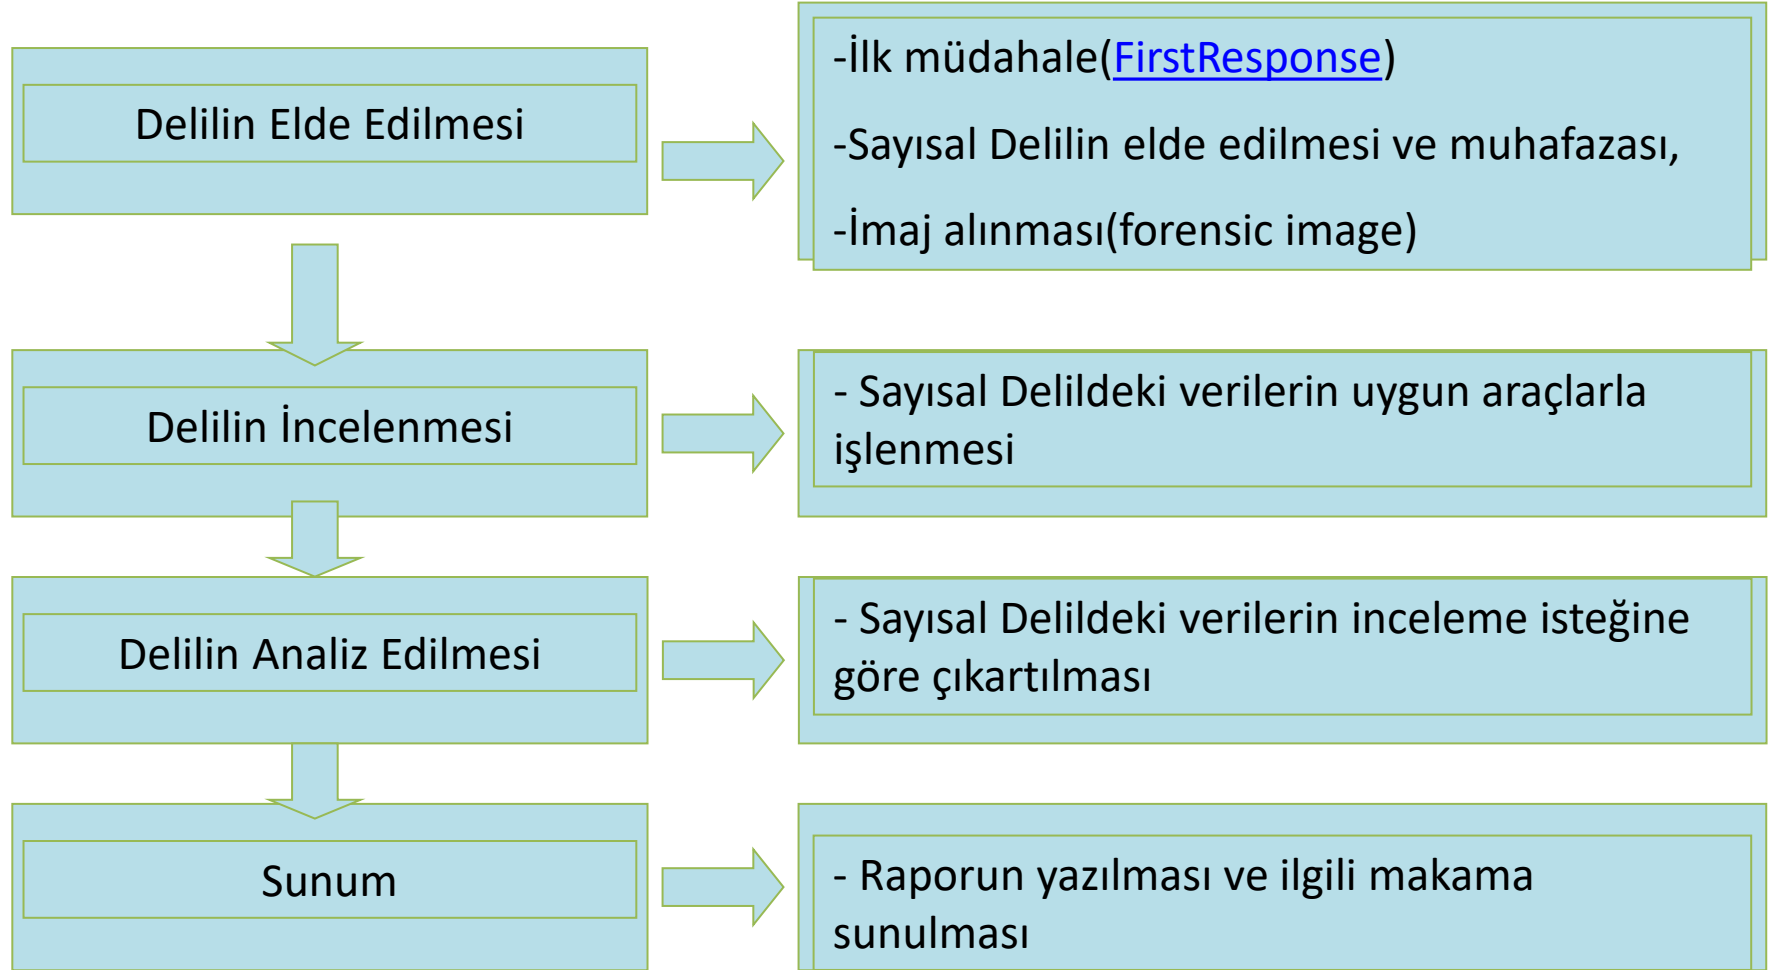 Delilin Elde Edilmesi
-İlk müdahale(FirstResponse)
-Sayısal Delilin elde edilmesi ve muhafazası,
-İmaj alınması(forensic image)
Delilin İncelenmesi
- Sayısal Delildeki verilerin uygun araçlarla
işlenmesi
Delilin Analiz Edilmesi
- Sayısal Delildeki verilerin inceleme isteğine
göre çıkartılması
Sunum
- Raporun yazılması ve ilgili makama
sunulması